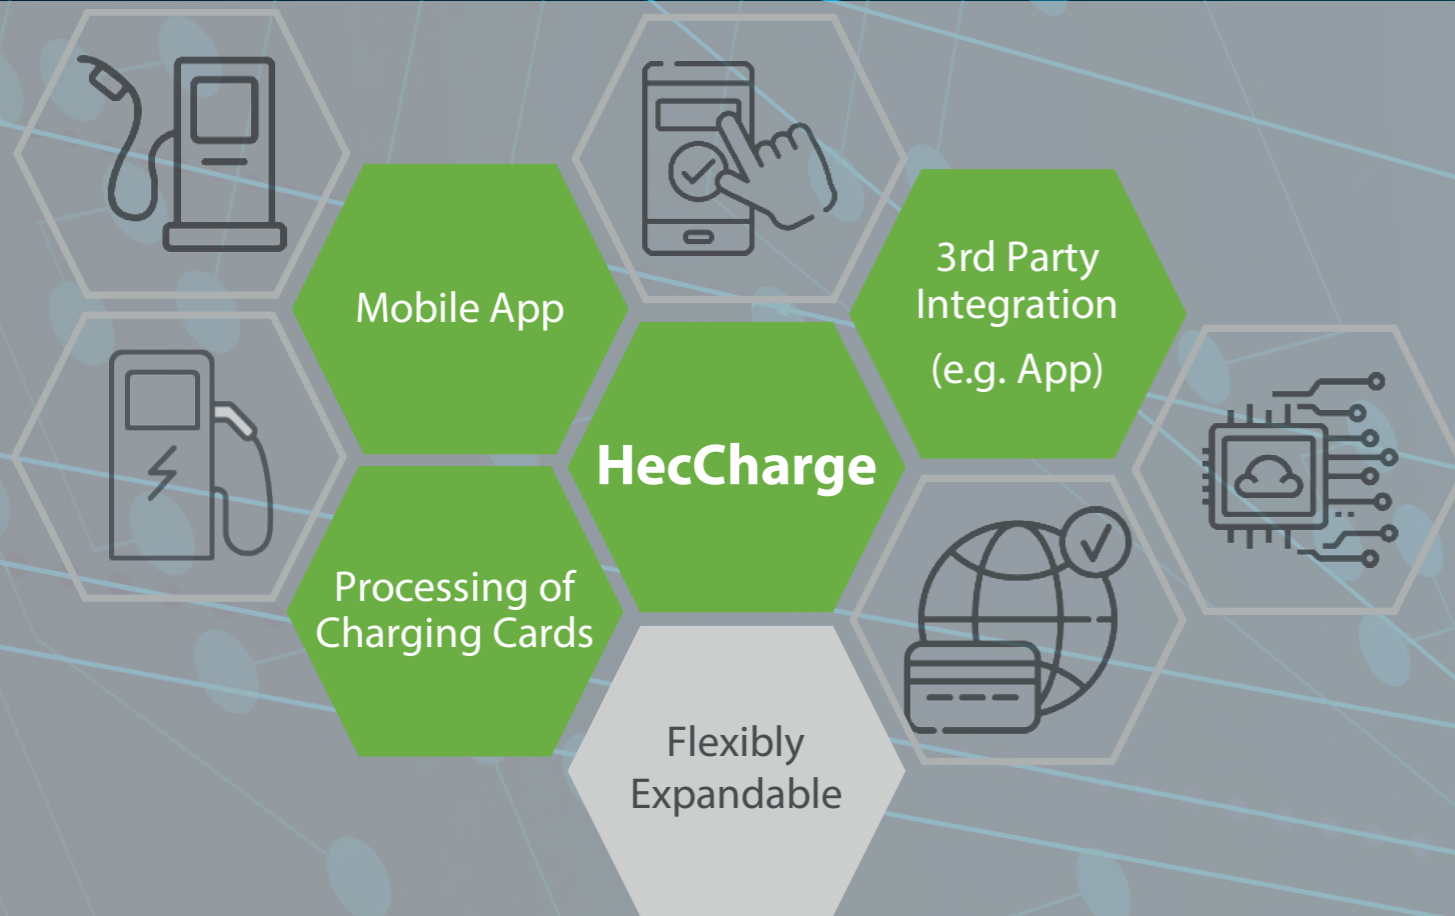 Mobile App
3rd Party
Integration
(e.g. App)
HecCharge
Processing of
Charging Cards
Flexibly
Expandable